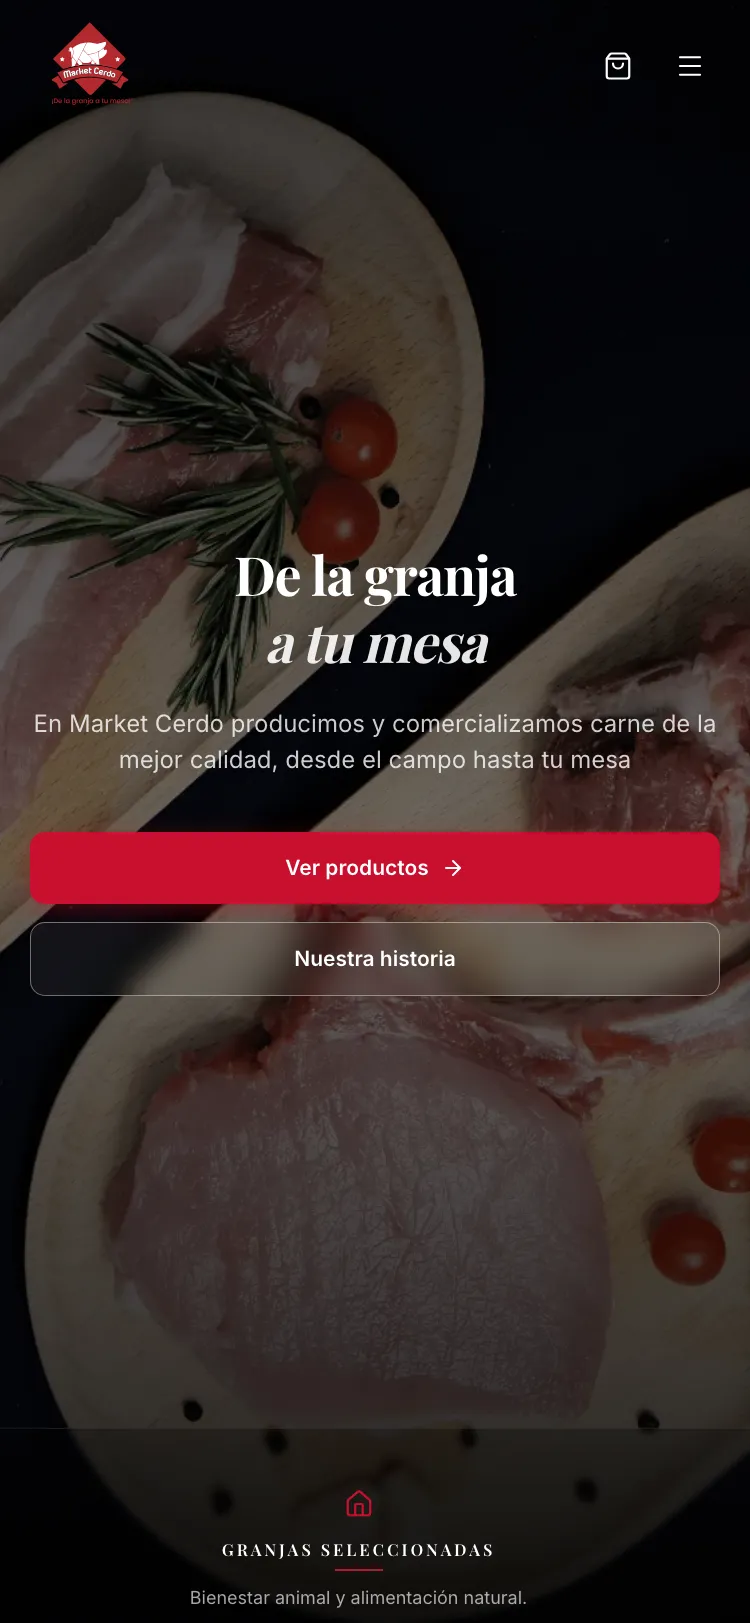 Market Cerdo
¡De la granja a tu mesa!
De la granja
a tu mesa
En Market Cerdo producimos y comercializamos carne de la
mejor calidad, desde el campo hasta tu mesa
Ver productos
Nuestra historia
GRANJAS SELECCIONADAS
Bienestar animal y alimentación natural.